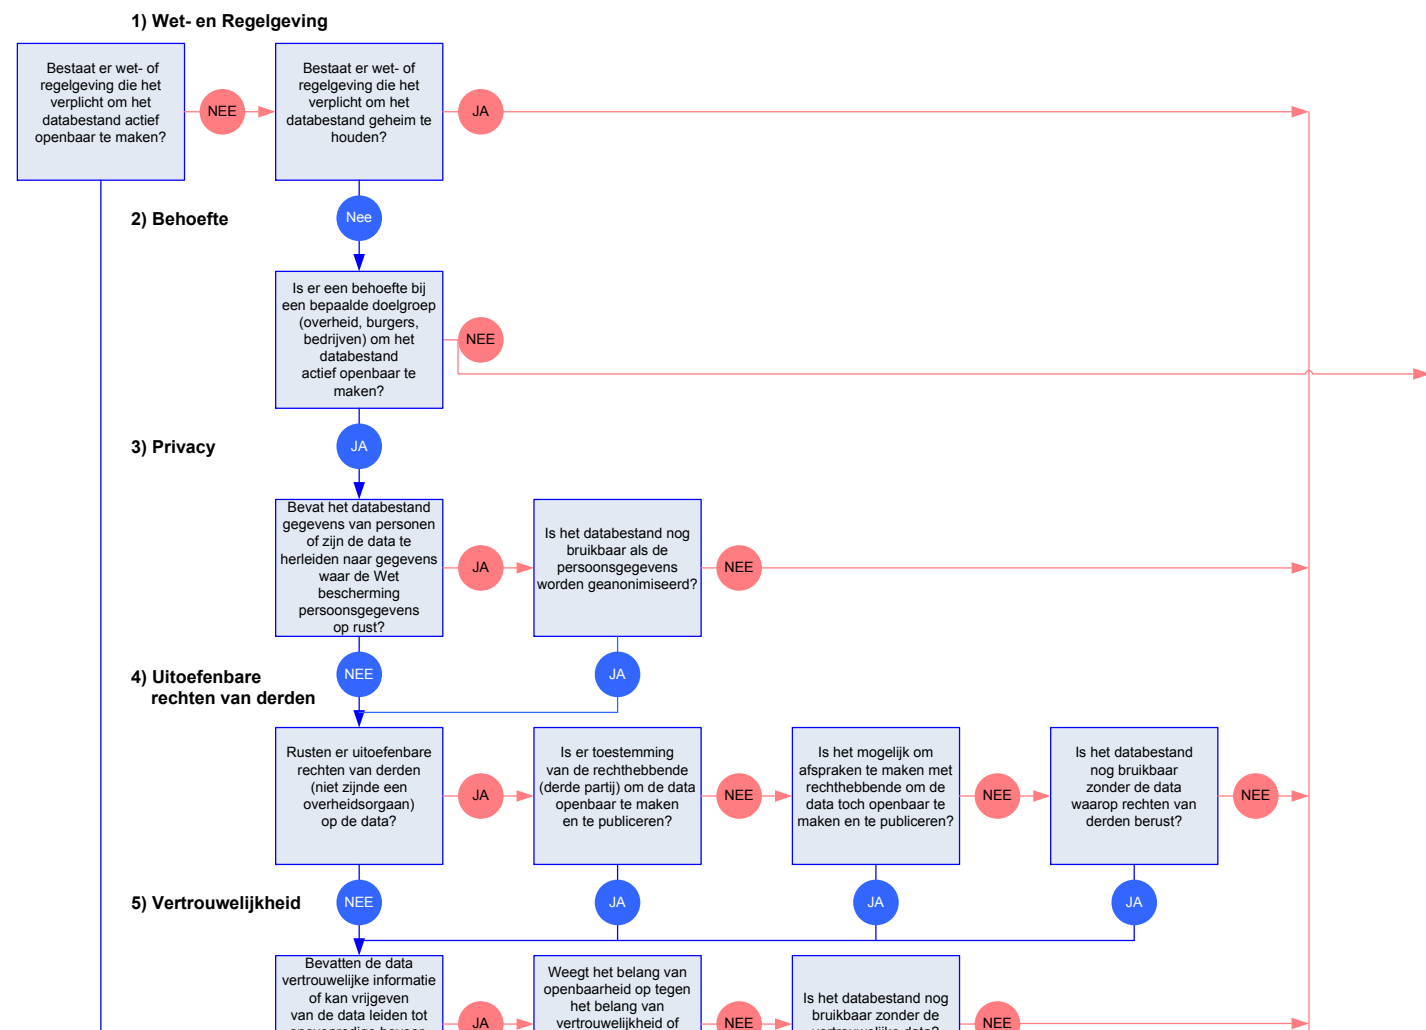 1) Wet- en Regelgeving
Bestaat er wet- of
regelgeving die het
verplicht om het
databestand actief
openbaar te maken?
NEE
Bestaat er wet- of
regelgeving die het
verplicht om het
databestand geheim te
houden?
JA
Nee
2) Behoefte
Is er een behoefte bij
een bepaalde doelgroep
(overheid, burgers,
bedrijven) om het
databestand
actief openbaar te
maken?
NEE
JA
3) Privacy
Bevat het databestand
gegevens van personen
of zijn de data te
herleiden naar gegevens
waar de Wet
bescherming
persoonsgegevens
op rust?
JA
Is het databestand nog
bruikbaar als de
persoonsgegevens
worden geanonimiseerd?
NEE
NEE
JA
4) Uitoefenbare
rechten van derden
Rusten er uitoefenbare
rechten van derden
(niet zijnde een
overheidsorgaan)
op de data?
JA
Is er toestemming
van de rechthebbende
(derde partij) om de data
openbaar te maken
en te publiceren?
NEE
Is het mogelijk om
afspraken te maken met
rechthebbende om de
data toch openbaar te
maken en te publiceren?
NEE
Is het databestand
nog bruikbaar
zonder de data
waarop rechten van
derden berust?
NEE
NEE
JA
JA
JA
5) Vertrouwelijkheid
Bevatten de data
vertrouwelijke informatie
of kan vrijgeven
van de data leiden tot
JA
Weegt het belang van
openbaarheid op tegen
het belang van
vertrouwelijkheid of
NEE
Is het databestand nog
bruikbaar zonder de
vertrouwelijke data?
NEE